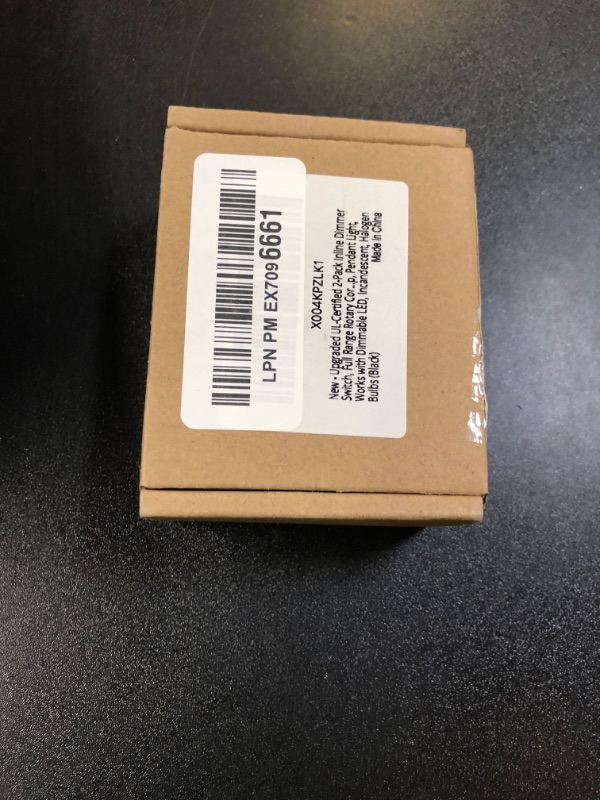 LPN PM EX7096661
X004KPZLK1
New - Upgraded UL-Certified 2-Pack Inline Dimmer
Switch, Full Range Rotary Cor...p, Pendant Light,
Works with Dimmable LED, Incandescent, Halogen
Bulbs (Black)
Made in China